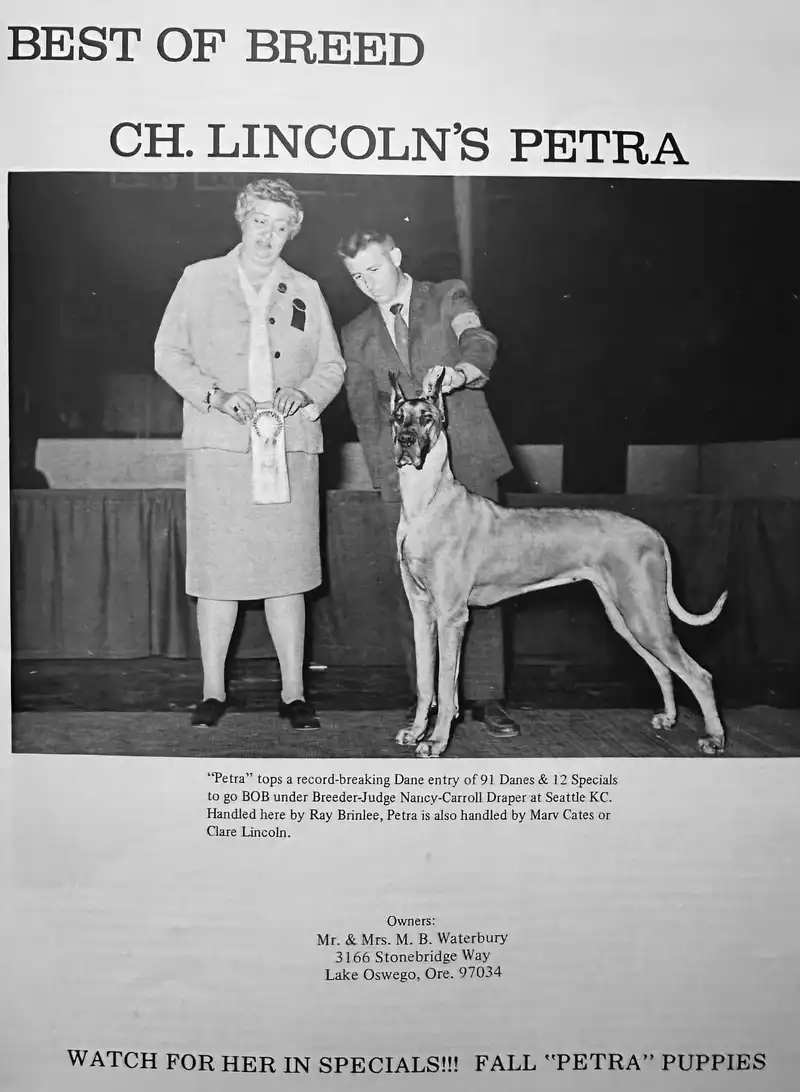 BEST OF BREED
CH. LINCOLN'S PETRA
"Petra" tops a record-breaking Dane entry of 91 Danes & 12 Specials
to go BOB under Breeder-Judge Nancy-Carroll Draper at Seattle KC.
Handled here by Ray Brinlee, Petra is also handled by Marv Cates or
Clare Lincoln.
Owners:
Mr. & Mrs. M. B. Waterbury
3166 Stonebridge Way
Lake Oswego, Ore. 97034
WATCH FOR HER IN SPECIALS!!! FALL "PETRA" PUPPIES